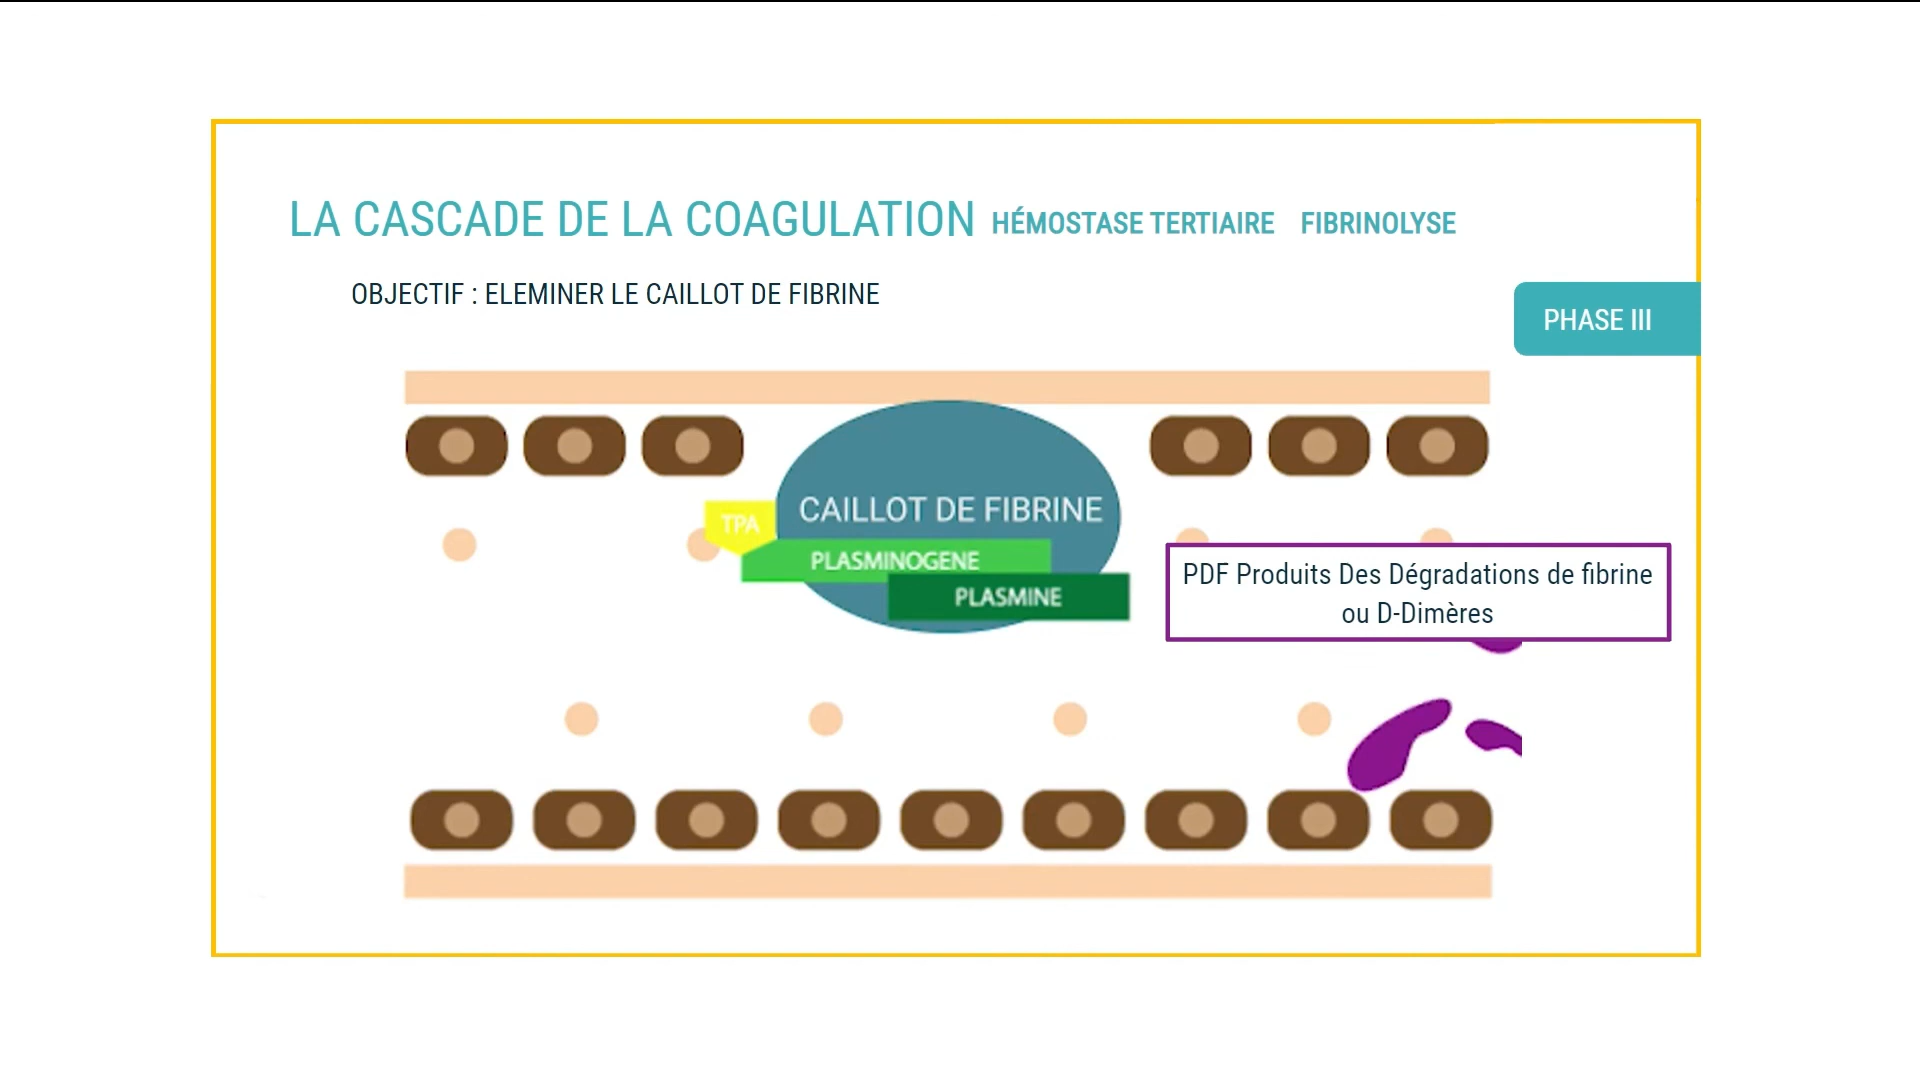 LA CASCADE DE LA COAGULATION HÉMOSTASE TERTIAIRE FIBRINOLYSE
OBJECTIF : ELEMINER LE CAILLOT DE FIBRINE
PHASE III
CAILLOT DE FIBRINE
TPA
PLASMINOGENE
PLASMINE
PDF Produits Des Dégradations de fibrine
ou D-Dimères